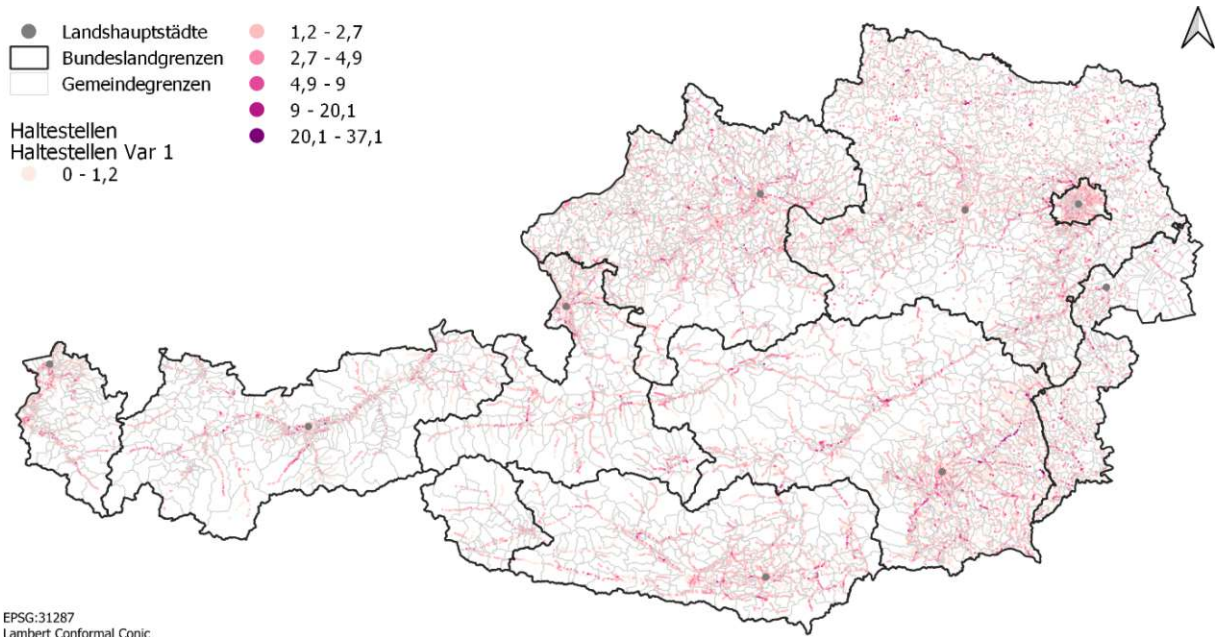 Landshauptstädte
Bundeslandgrenzen
Gemeindegrenzen
Haltestellen
Haltestellen Var 1
0 - 1,2
1,2 - 2,7
2,7 - 4,9
4,9 - 9
9 - 20,1
20,1 - 37,1
EPSG:31287
Lambert Conformal Conic